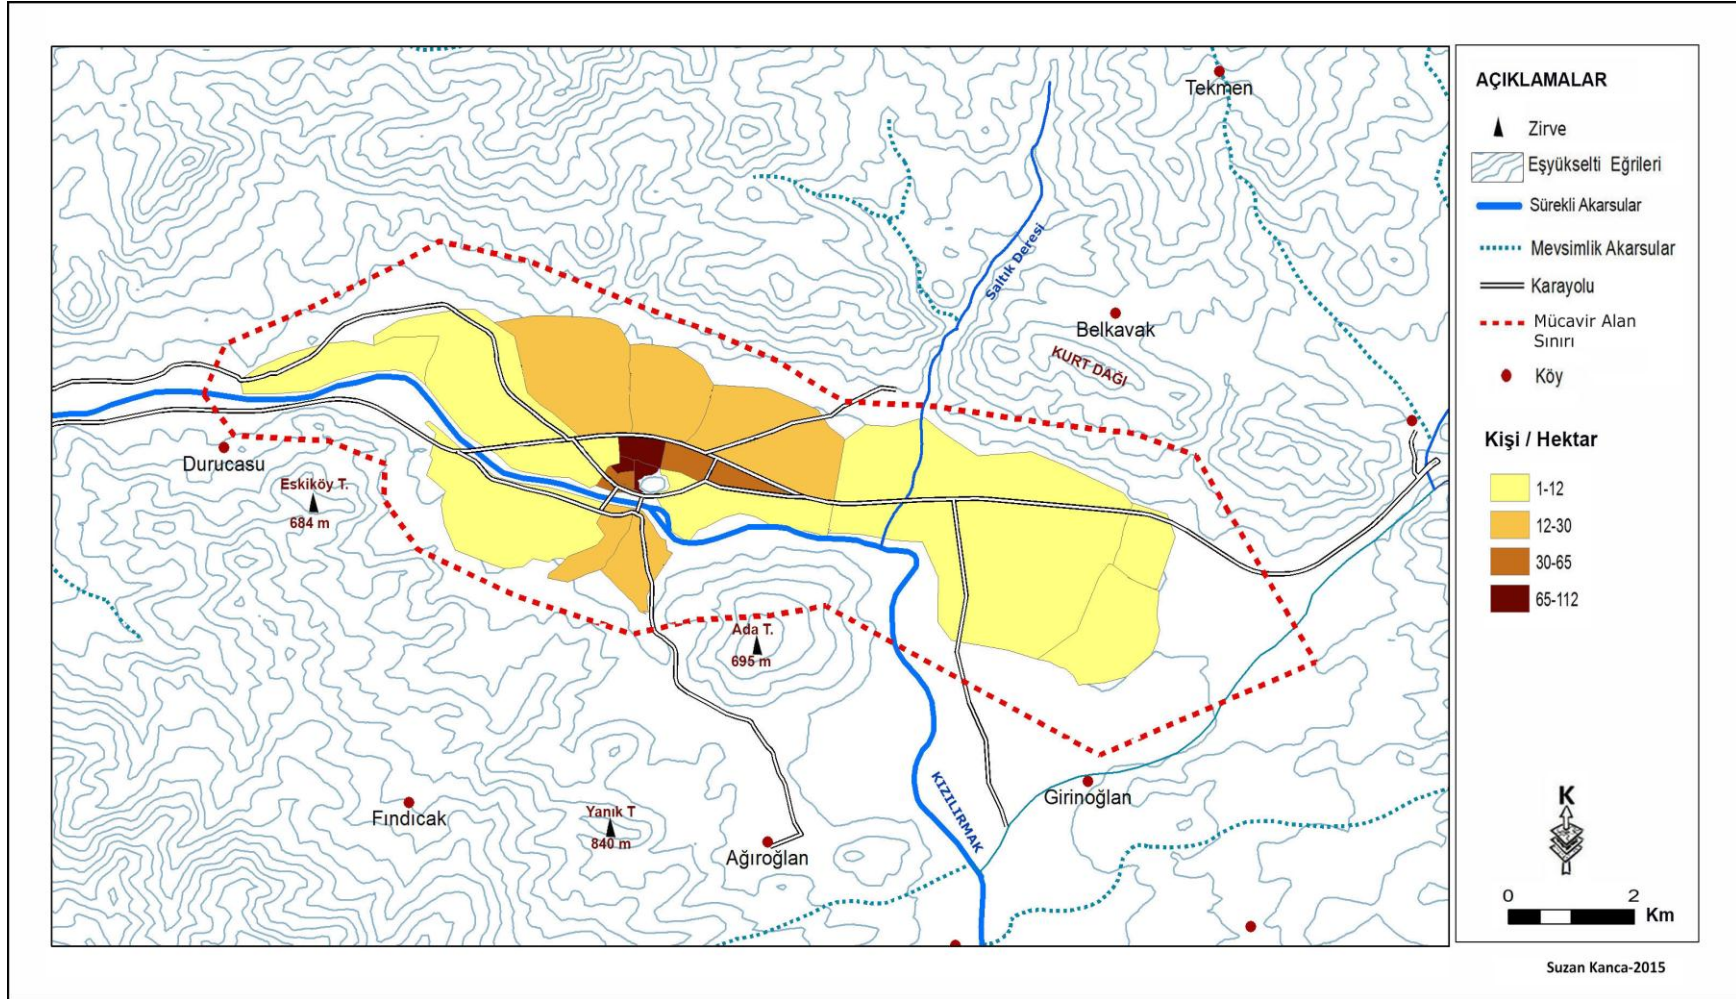 Tekmen
Saltık Deresi
Belkavak
KURT DAĞI
Durucasu
Eskiköy T.
684 m
Ada T.
695 m
KIZILIRMAK
Girinoğlan
Fındıcak
Yanık T
840 m
Ağıroğlan
AÇIKLAMALAR
Zirve
Eşyükselti Eğrileri
Sürekli Akarsular
Mevsimlik Akarsular
Karayolu
Mücavir Alan
Sınırı
Köy
Kişi / Hektar
1-12
12-30
30-65
65-112
K
0 2
Km
Suzan Kanca-2015